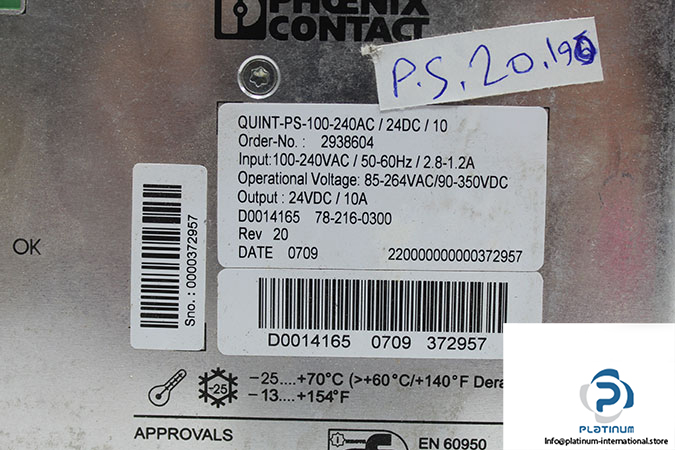 PHŒNIX
CONTACT
P.S.20.196
QUINT-PS-100-240AC / 24DC / 10
Order-No. : 2938604
Input:100-240VAC / 50-60Hz / 2.8-1.2A
Operational Voltage: 85-264VAC/90-350VDC
Output : 24VDC / 10A
D0014165 78-216-0300
Rev 20
DATE 0709 220000000000372957
OK
Sno.: 0000372957
D0014165 0709 372957
-25
−25....+70°C (>+60°C/+140°F
−13....+154°F
APPROVALS
EN 60950
PLATINUM
info@platinum-international.store